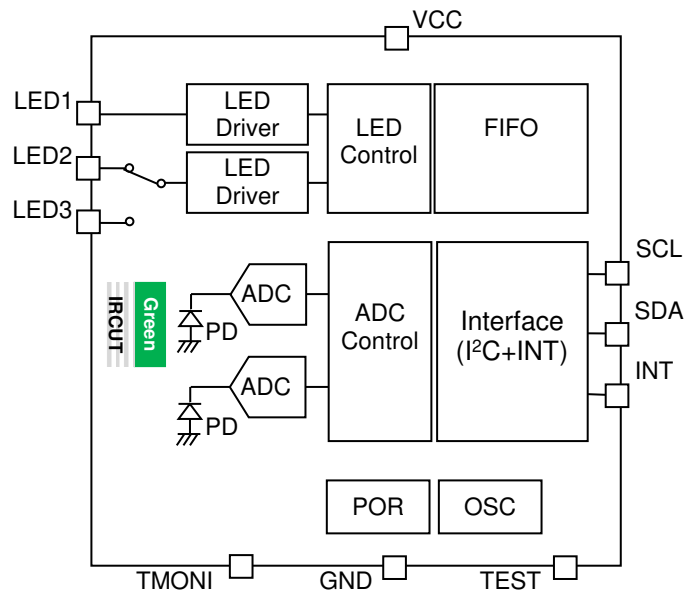 VCC
LED1
LED
Driver
LED
Control
FIFO
LED2
LED
Driver
LED3
SCL
IRCUT
Green
ADC
PD
ADC
Control
Interface
(I²C+INT)
SDA
INT
ADC
PD
POR
OSC
TMONI
GND
TEST